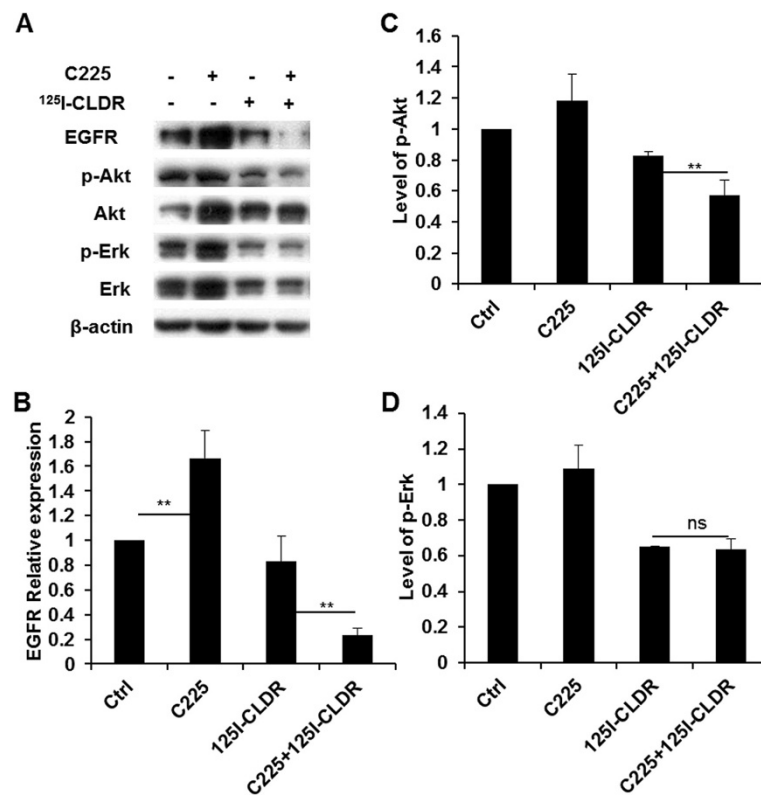 A
C225 - + - +
¹²⁵I-CLDR - - + +
EGFR
p-Akt
Akt
p-Erk
Erk
β-actin
B
EGFR Relative expression
2
1.8
1.6
1.4
1.2
1
0.8
0.6
0.4
0.2
0
**
**
Ctrl
C225
125I-CLDR
C225+125I-CLDR
C
Level of p-Akt
1.6
1.4
1.2
1
0.8
0.6
0.4
0.2
0
**
Ctrl
C225
125I-CLDR
C225+125I-CLDR
D
Level of p-Erk
1.4
1.2
1
0.8
0.6
0.4
0.2
0
ns
Ctrl
C225
125I-CLDR
C225+125I-CLDR